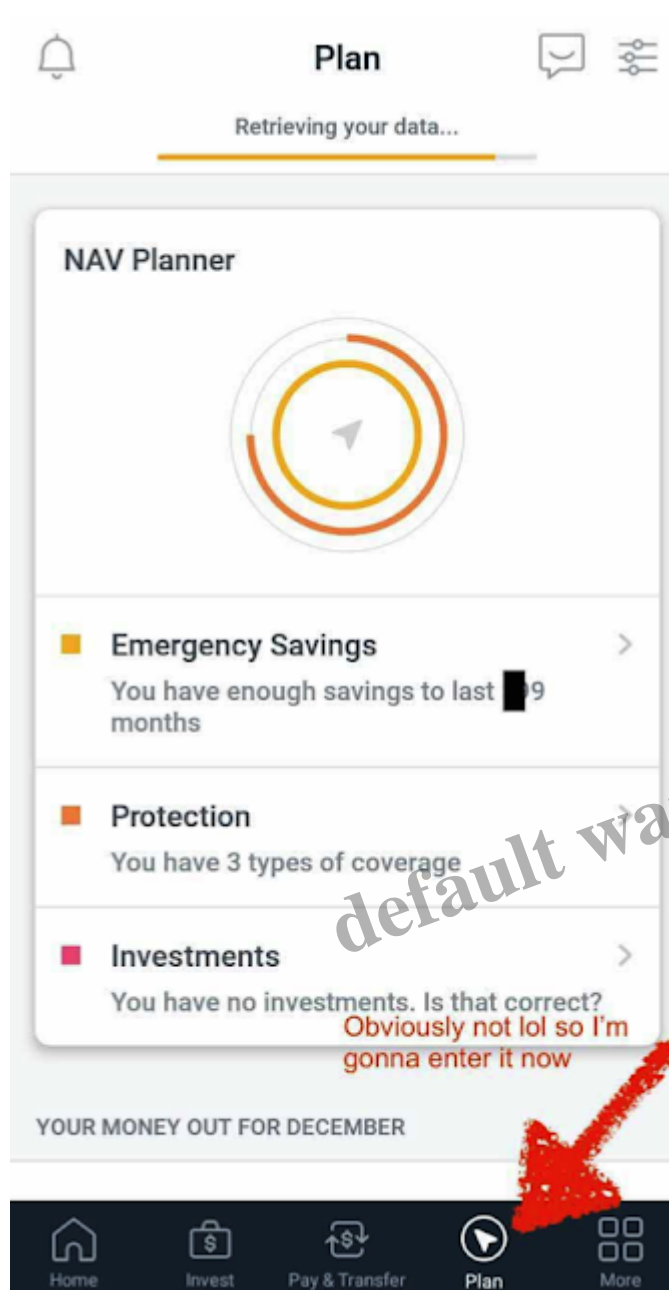 Plan
Retrieving your data...
NAV Planner
Emergency Savings
You have enough savings to last 9
months
Protection
You have 3 types of coverage
default wa
Investments
You have no investments. Is that correct?
Obviously not lol so I'm
gonna enter it now
YOUR MONEY OUT FOR DECEMBER
Home
Invest
Pay & Transfer
Plan
More